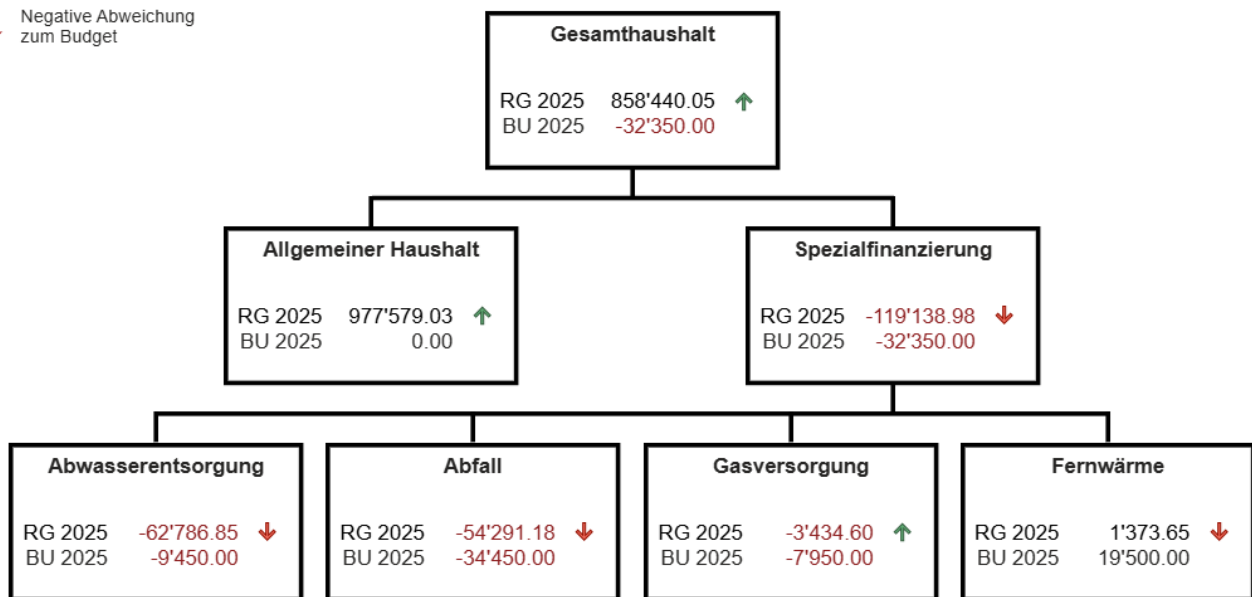 Negative Abweichung
zum Budget
Gesamthaushalt
RG 2025 858'440.05
BU 2025 -32'350.00
Allgemeiner Haushalt
RG 2025 977'579.03
BU 2025 0.00
Spezialfinanzierung
RG 2025 -119'138.98
BU 2025 -32'350.00
Abwasserentsorgung
RG 2025 -62'786.85
BU 2025 -9'450.00
Abfall
RG 2025 -54'291.18
BU 2025 -34'450.00
Gasversorgung
RG 2025 -3'434.60
BU 2025 -7'950.00
Fernwärme
RG 2025 1'373.65
BU 2025 19'500.00